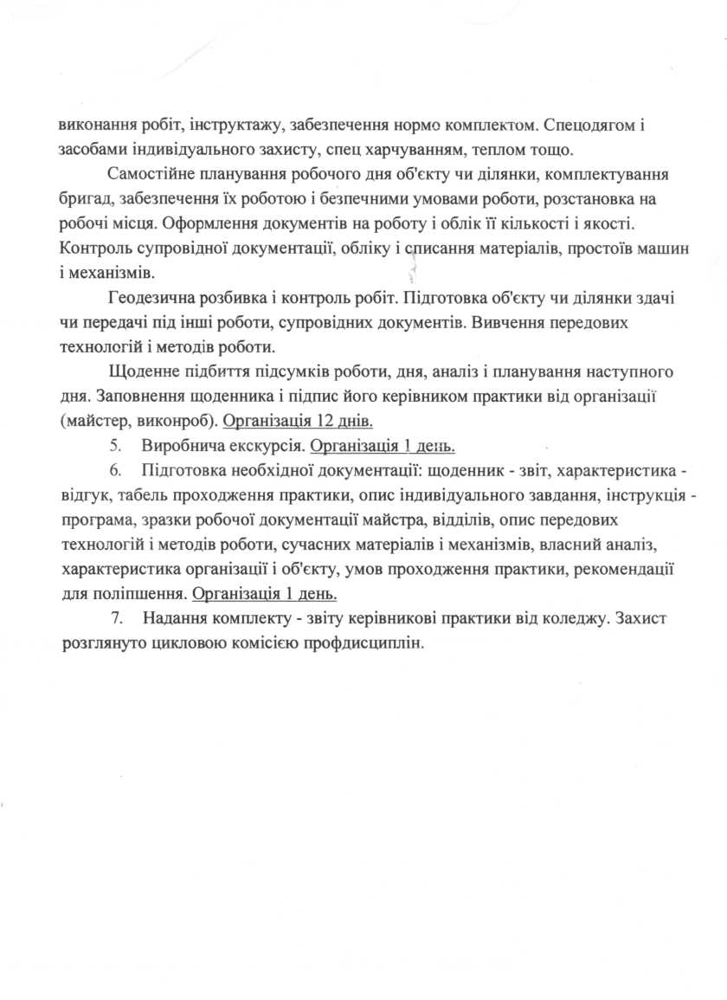 виконання робіт, інструктажу, забезпечення нормо комплектом. Спецодягом і
засобами індивідуального захисту, спец харчуванням, теплом тощо.
Самостійне планування робочого дня об'єкту чи ділянки, комплектування
бригад, забезпечення їх роботою і безпечними умовами роботи, розстановка на
робочі місця. Оформлення документів на роботу і облік її кількості і якості.
Контроль супровідної документації, обліку і списання матеріалів, простоїв машин
і механізмів.
Геодезична розбивка і контроль робіт. Підготовка об'єкту чи ділянки здачі
чи передачі під інші роботи, супровідних документів. Вивчення передових
технологій і методів роботи.
Щоденне підбиття підсумків роботи, дня, аналіз і планування наступного
дня. Заповнення щоденника і підпис його керівником практики від організації
(майстер, виконроб). Організація 12 днів.
5. Виробнича екскурсія. Організація 1 день.
6. Підготовка необхідної документації: щоденник - звіт, характеристика -
відгук, табель проходження практики, опис індивідуального завдання, інструкція -
програма, зразки робочої документації майстра, відділів, опис передових
технологій і методів роботи, сучасних матеріалів і механізмів, власний аналіз,
характеристика організації і об'єкту, умов проходження практики, рекомендації
для поліпшення. Організація 1 день.
7. Надання комплекту - звіту керівникові практики від коледжу. Захист
розглянуто цикловою комісією профдисциплін.